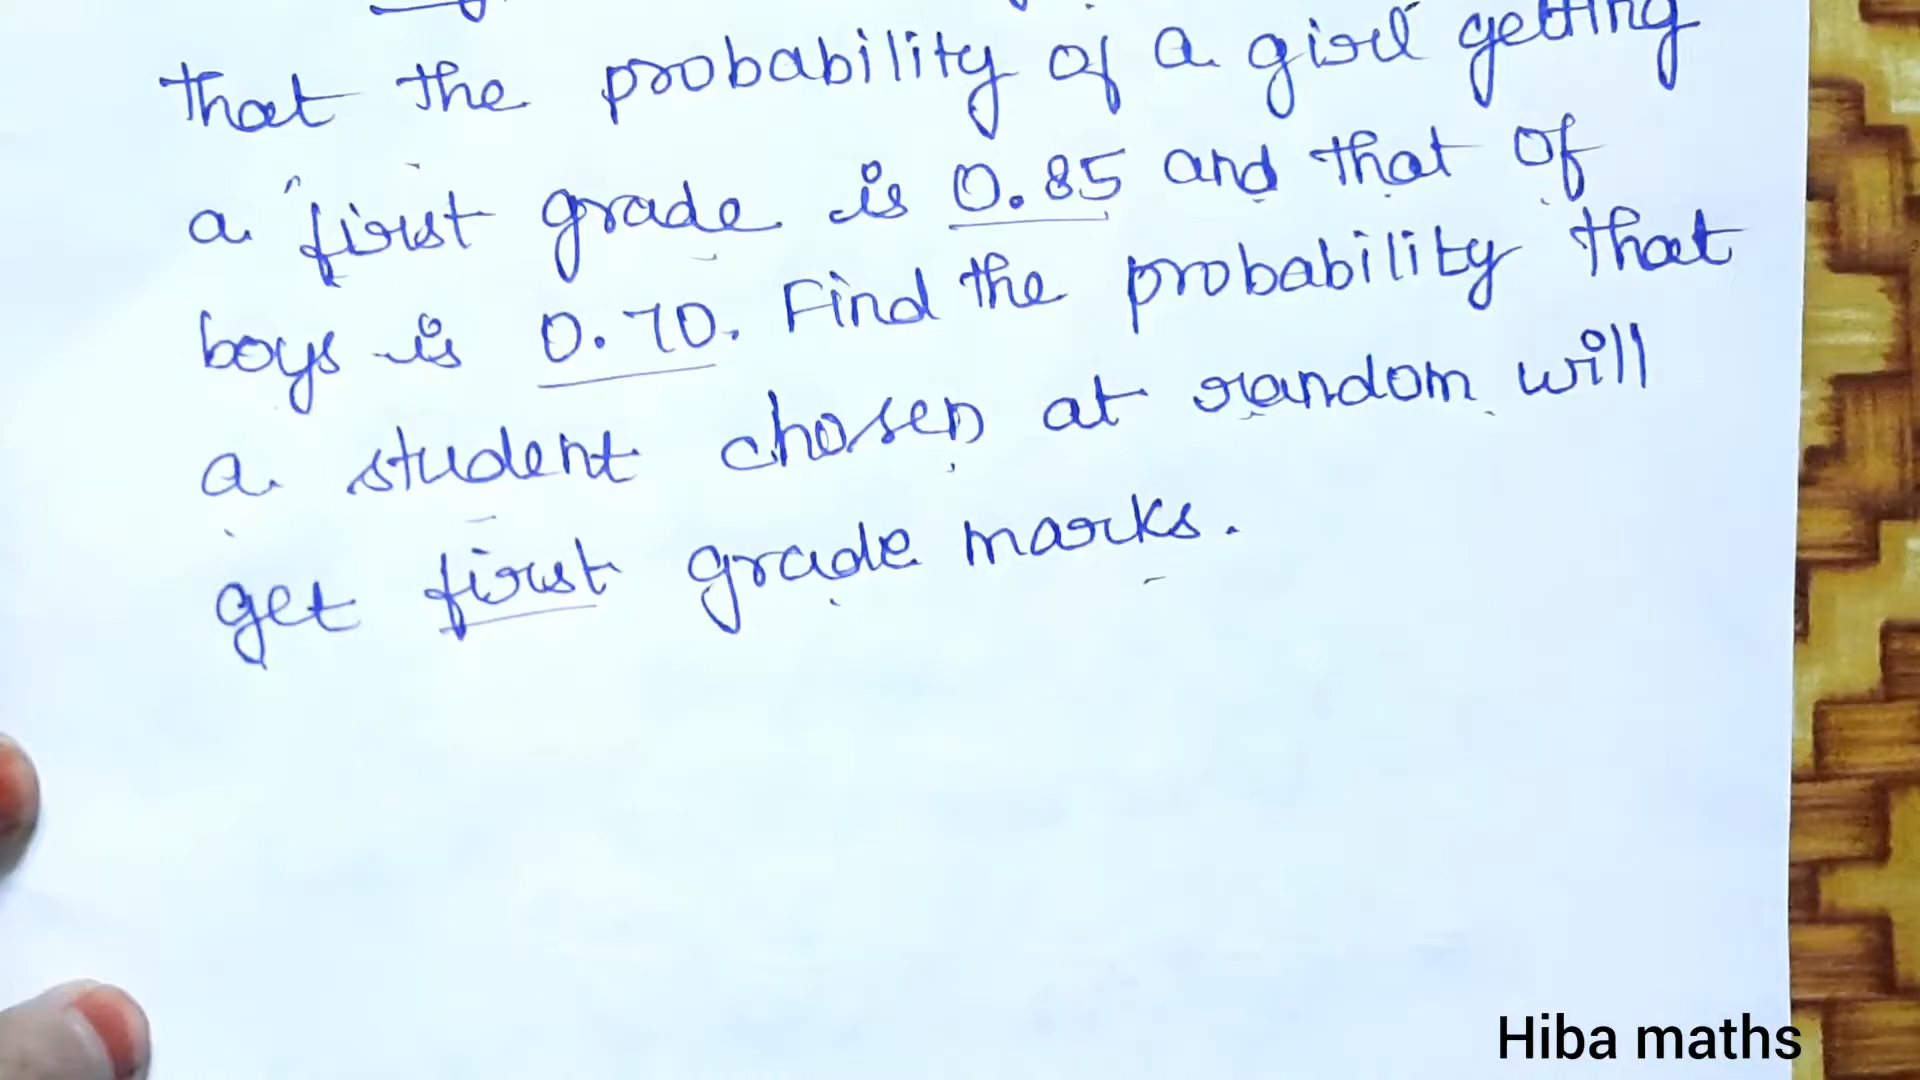 that the probability of a girl getting
a first grade is 0.85 and that of
boys is 0.70. Find the probability that
a student chosen at random will
get first grade marks.
Hiba maths